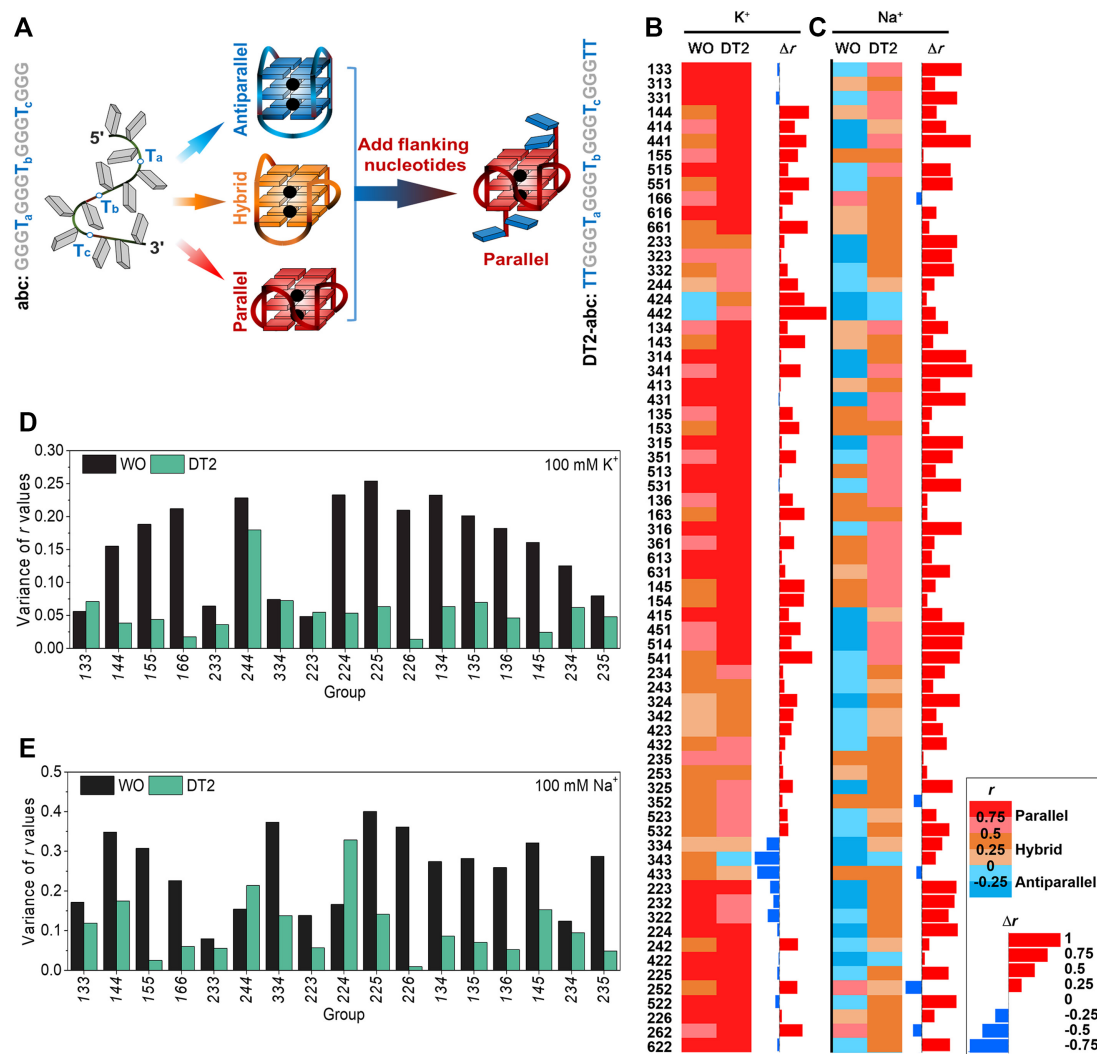 A
abc: GGGTaGGGTbGGGTcGGG
5'
Ta
Tb
Tc
3'
Antiparallel
Hybrid
Parallel
Add flanking
nucleotides
Parallel
DT2-abc: TTGGGTaGGGTbGGGTcGGGTT
B
K+
WO DT2 Δr
C
Na+
WO DT2 Δr
133
313
331
144
414
441
155
515
551
166
616
661
233
323
332
244
424
442
134
143
314
341
413
431
135
153
315
351
513
531
136
163
316
361
613
631
145
154
415
451
514
541
234
243
324
342
423
432
235
253
325
352
523
532
334
343
433
223
232
322
224
242
422
225
252
522
226
262
622
r
0.75
0.5
0.25
0
-0.25
Parallel
Hybrid
Antiparallel
Δr
1
0.75
0.5
0.25
0
-0.25
-0.5
-0.75
D
WO DT2
100 mM K+
Variance of r values
0.30
0.25
0.20
0.15
0.10
0.05
0.00
133 144 155 166 233 244 334 223 224 225 226 134 135 136 145 234 235
Group
E
WO DT2
100 mM Na+
Variance of r values
0.5
0.4
0.3
0.2
0.1
0.0
133 144 155 166 233 244 334 223 224 225 226 134 135 136 145 234 235
Group